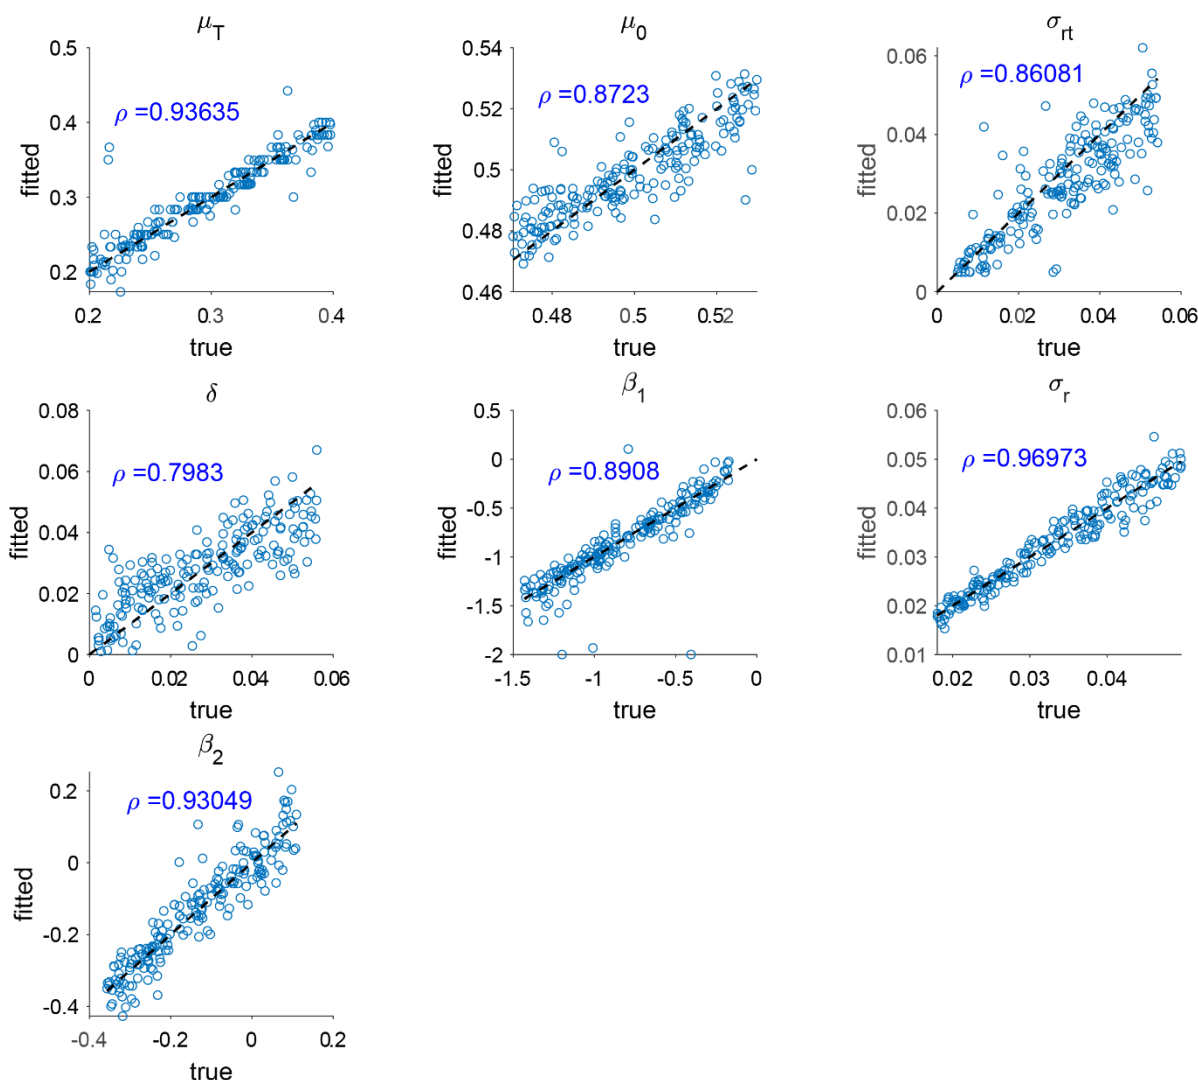 μT
0.5
0.4
0.3
0.2
fitted
ρ =0.93635
0.2
0.3
0.4
true
μ0
0.54
0.52
0.5
0.48
0.46
fitted
ρ =0.8723
0.48
0.5
0.52
true
σrt
0.06
0.04
0.02
0
fitted
ρ =0.86081
0
0.02
0.04
0.06
true
δ
0.08
0.06
0.04
0.02
0
fitted
ρ =0.7983
0
0.02
0.04
0.06
true
β1
0.5
0
-0.5
-1
-1.5
-2
fitted
ρ =0.8908
-1.5
-1
-0.5
0
true
σr
0.06
0.05
0.04
0.03
0.02
0.01
fitted
ρ =0.96973
0.02
0.03
0.04
true
β2
0.2
0
-0.2
-0.4
fitted
ρ =0.93049
-0.4
-0.2
0
0.2
true